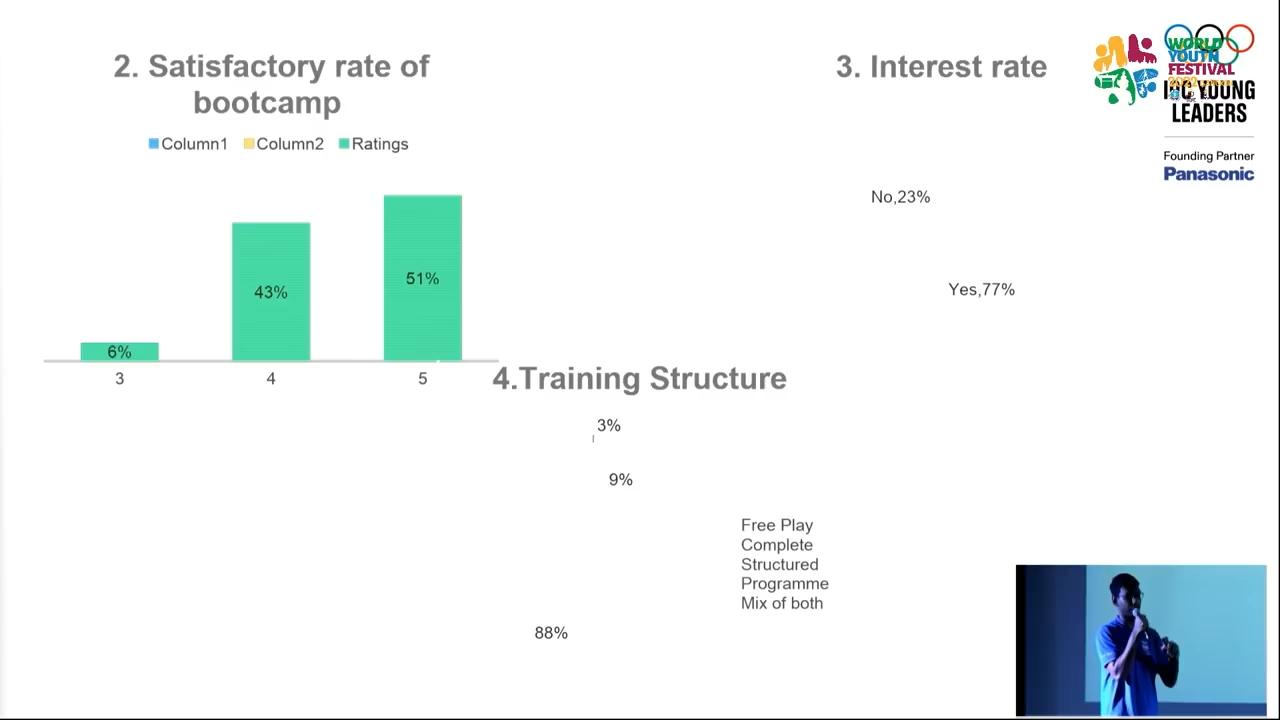 2. Satisfactory rate of
bootcamp
Column1 Column2 Ratings
6%
43%
51%
3 4 5
3. Interest rate
No,23%
Yes,77%
WORLD
YOUTH
FESTIVAL
YOUNG
LEADERS
Founding Partner
Panasonic
4.Training Structure
3%
9%
88%
Free Play
Complete
Structured
Programme
Mix of both